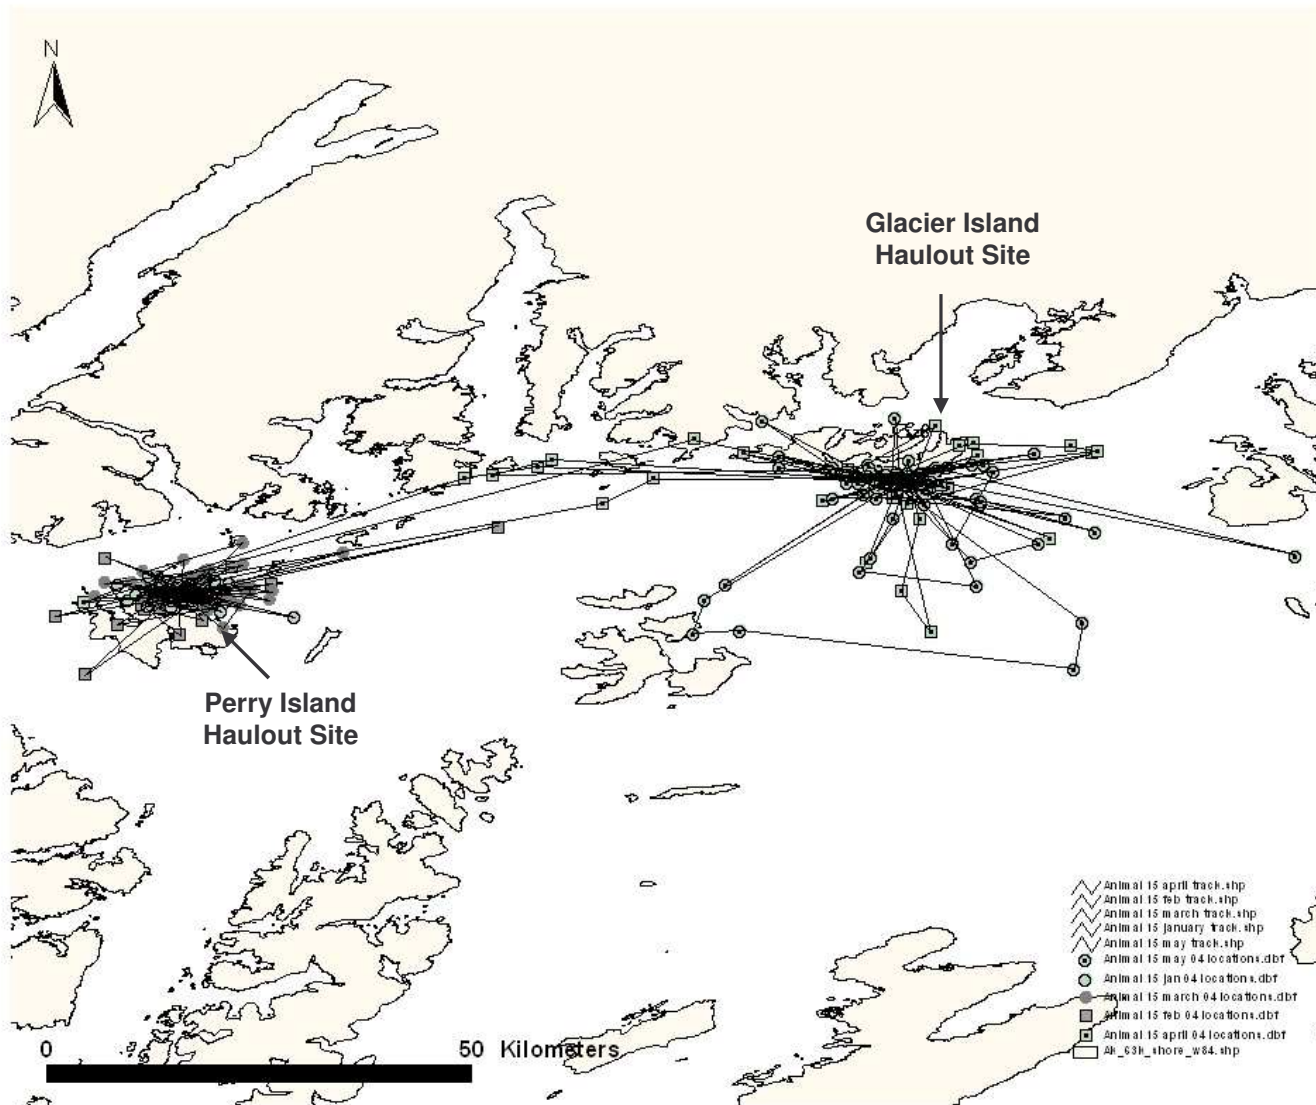 N
Glacier Island
Haulout Site
Perry Island
Haulout Site
Animal 15 april track.shp
Animal 15 feb track.shp
Animal 15 march track.shp
Animal 15 january track.shp
Animal 15 may track.shp
Animal 15 may 04 locations.dbf
Animal 15 jan 04 locations.dbf
Animal 15 march 04 locations.dbf
Animal 15 feb 04 locations.dbf
Animal 15 april 04 locations.dbf
Ak_63k_shore_w84.shp
0 50 Kilometers